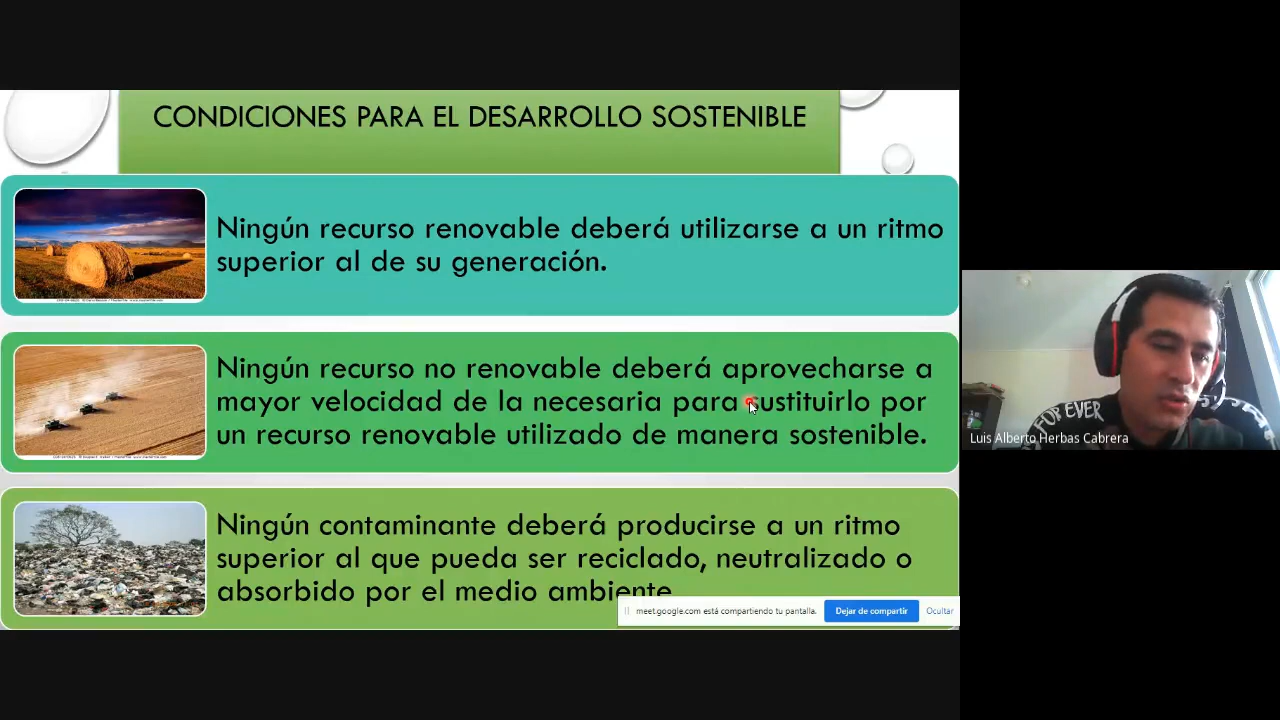 CONDICIONES PARA EL DESARROLLO SOSTENIBLE
Ningún recurso renovable deberá utilizarse a un ritmo
superior al de su generación.
Ningún recurso no renovable deberá aprovecharse a
mayor velocidad de la necesaria para sustituirlo por
un recurso renovable utilizado de manera sostenible.
Ningún contaminante deberá producirse a un ritmo
superior al que pueda ser reciclado, neutralizado o
absorbido por el medio ambiente
meet.google.com está compartiendo tu pantalla.
Dejar de compartir
Ocultar
FOR EVER
Luis Alberto Herbas Cabrera